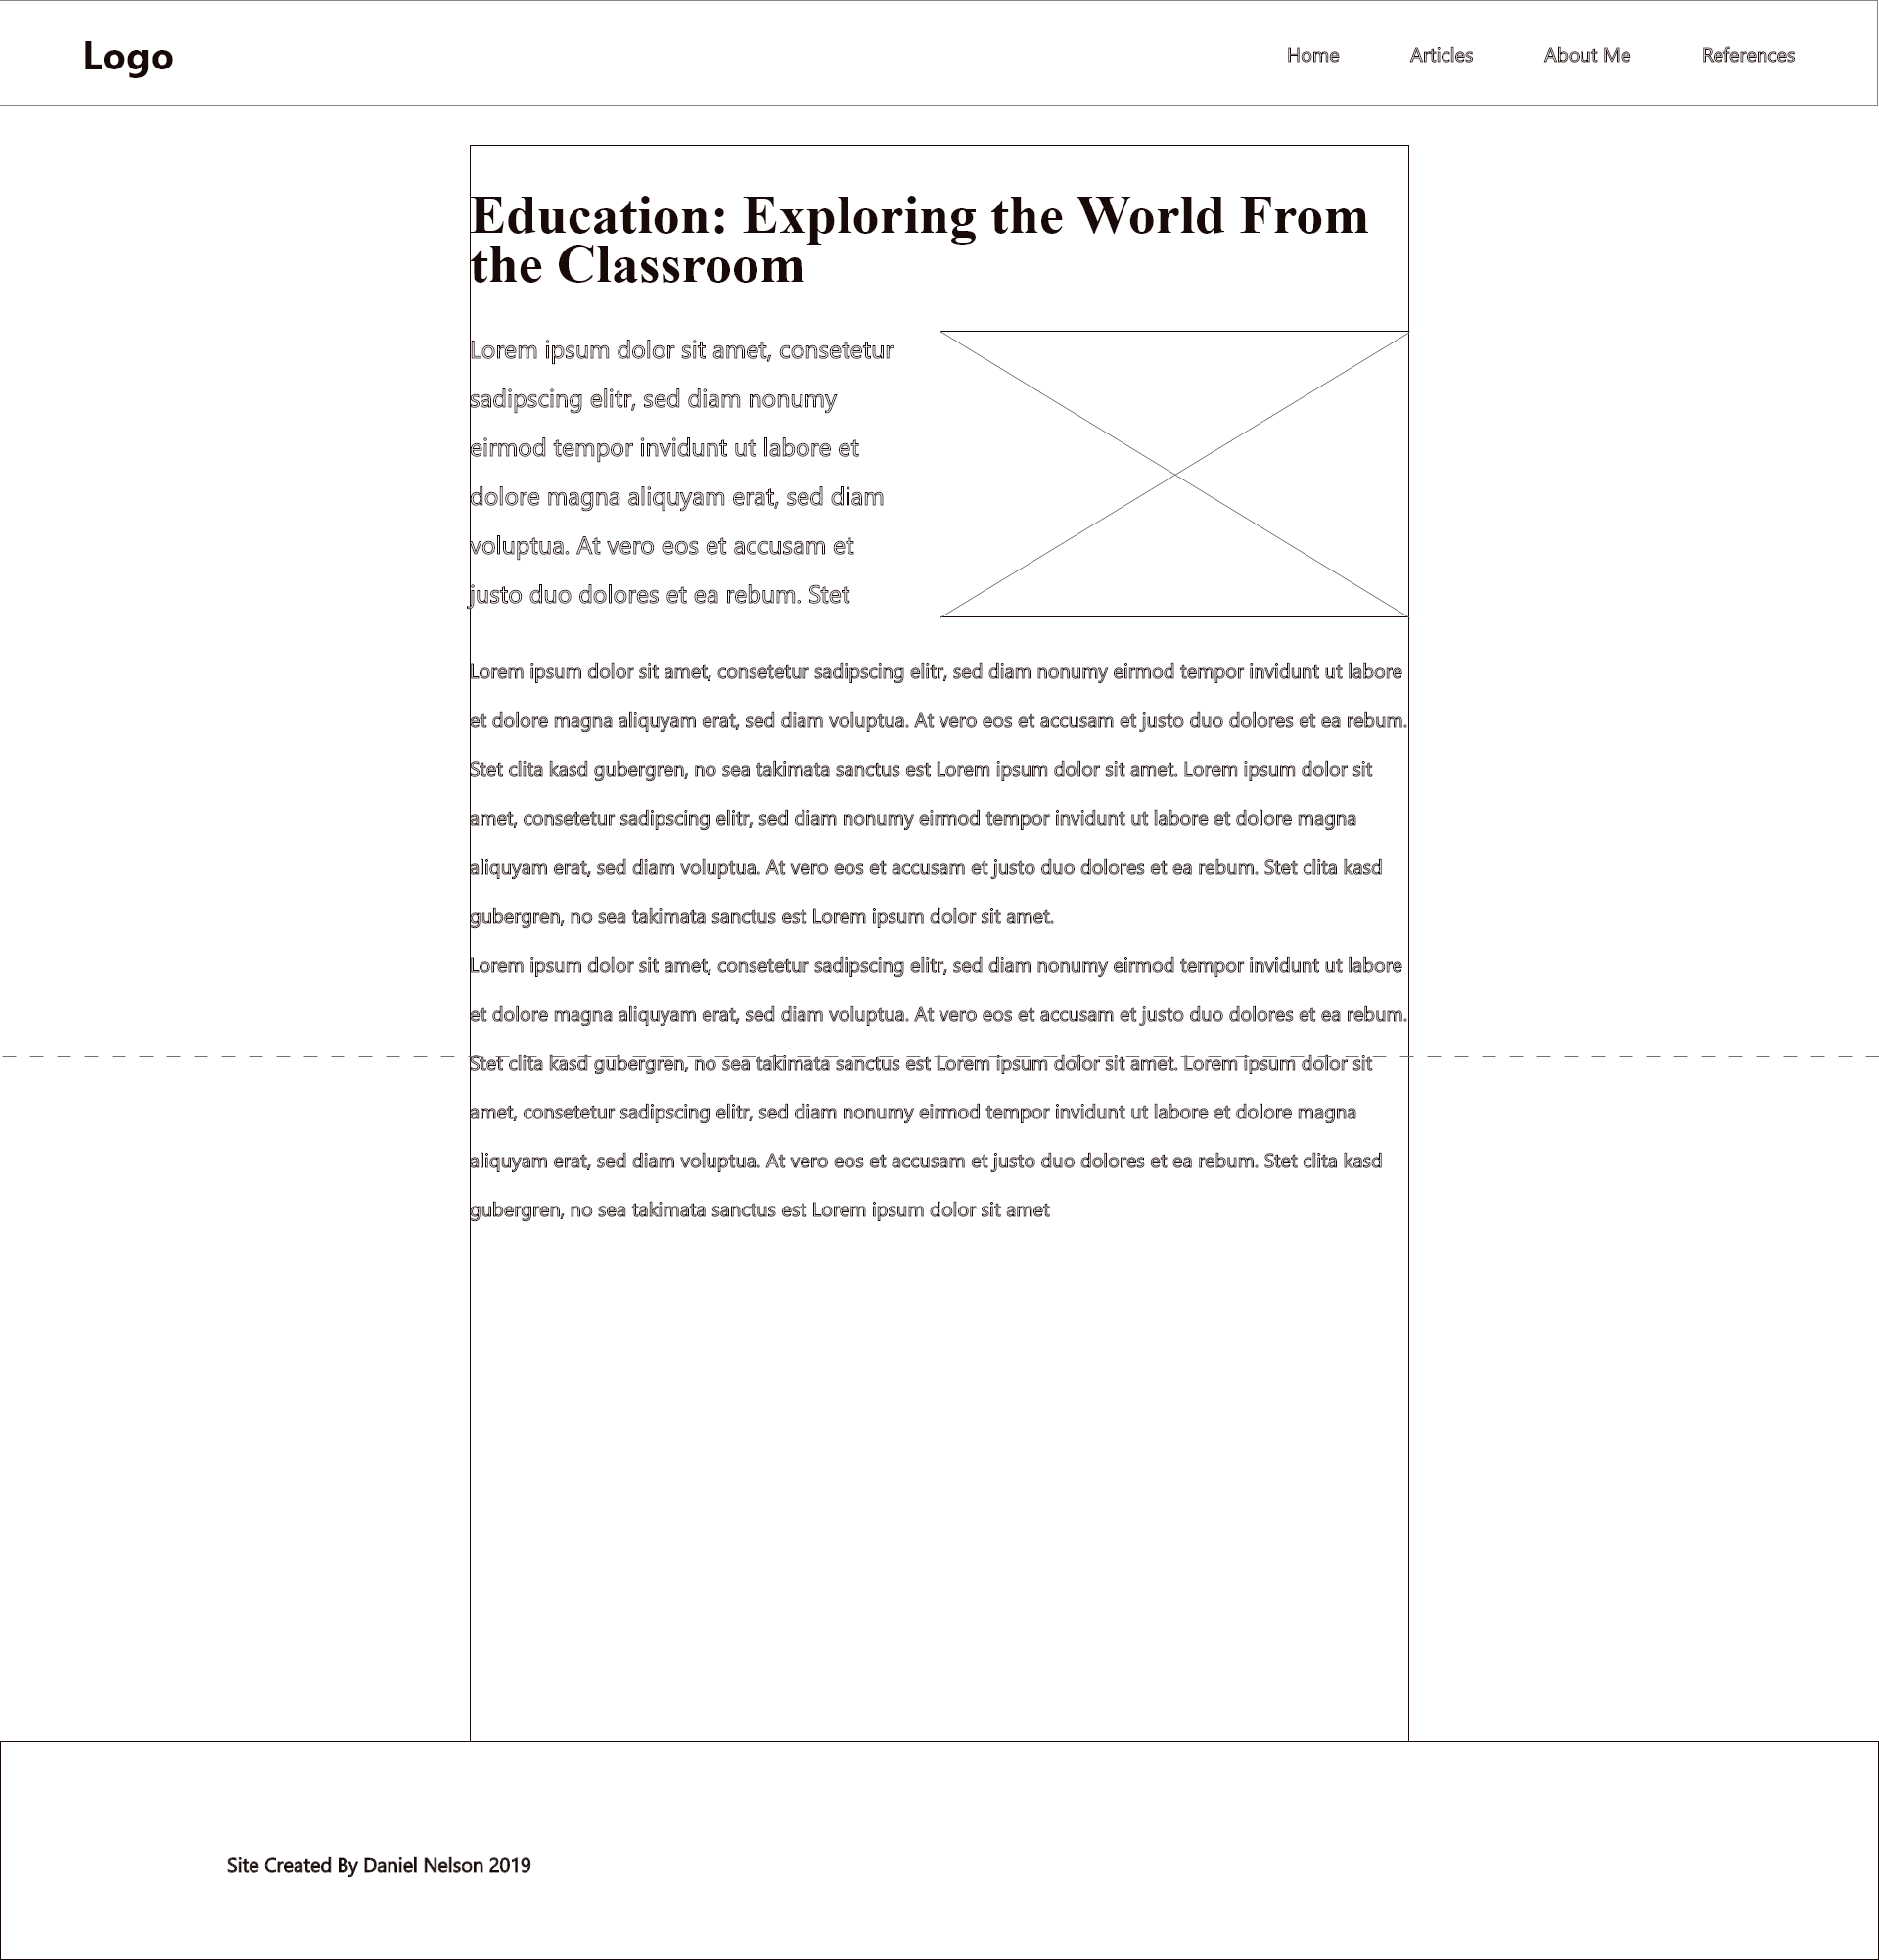 Logo
Home Articles About Me References
Education: Exploring the World From
the Classroom
Lorem ipsum dolor sit amet, consetetur
sadipscing elitr, sed diam nonumy
eirmod tempor invidunt ut labore et
dolore magna aliquyam erat, sed diam
voluptua. At vero eos et accusam et
justo duo dolores et ea rebum. Stet
Lorem ipsum dolor sit amet, consetetur sadipscing elitr, sed diam nonumy eirmod tempor invidunt ut labore
et dolore magna aliquyam erat, sed diam voluptua. At vero eos et accusam et justo duo dolores et ea rebum.
Stet clita kasd gubergren, no sea takimata sanctus est Lorem ipsum dolor sit amet. Lorem ipsum dolor sit
amet, consetetur sadipscing elitr, sed diam nonumy eirmod tempor invidunt ut labore et dolore magna
aliquyam erat, sed diam voluptua. At vero eos et accusam et justo duo dolores et ea rebum. Stet clita kasd
gubergren, no sea takimata sanctus est Lorem ipsum dolor sit amet.
Lorem ipsum dolor sit amet, consetetur sadipscing elitr, sed diam nonumy eirmod tempor invidunt ut labore
et dolore magna aliquyam erat, sed diam voluptua. At vero eos et accusam et justo duo dolores et ea rebum.
Stet clita kasd gubergren, no sea takimata sanctus est Lorem ipsum dolor sit amet. Lorem ipsum dolor sit
amet, consetetur sadipscing elitr, sed diam nonumy eirmod tempor invidunt ut labore et dolore magna
aliquyam erat, sed diam voluptua. At vero eos et accusam et justo duo dolores et ea rebum. Stet clita kasd
gubergren, no sea takimata sanctus est Lorem ipsum dolor sit amet
Site Created By Daniel Nelson 2019